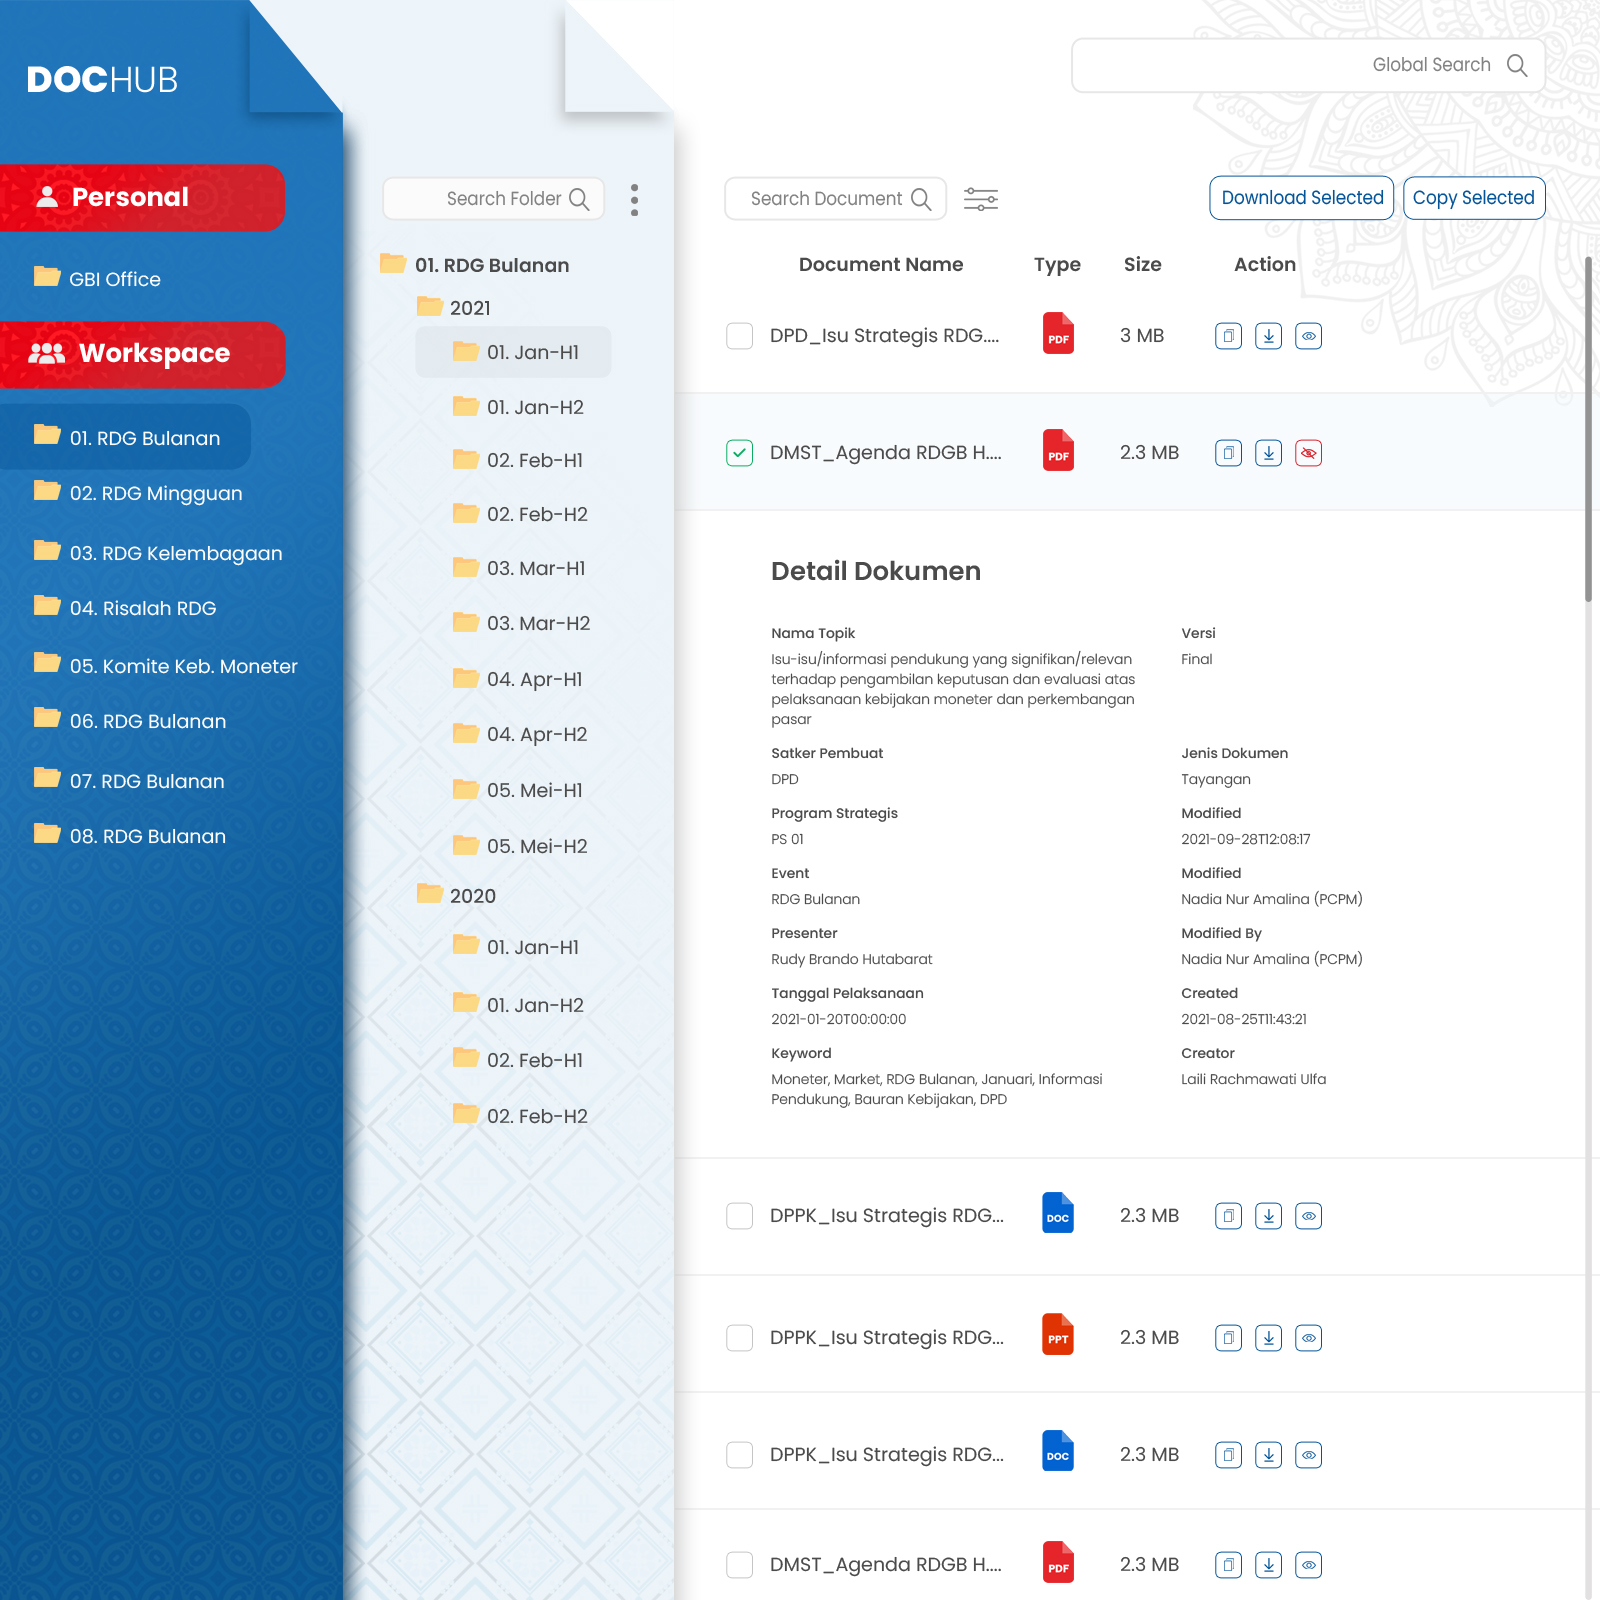 DOCHUB
Personal
GBI Office
Workspace
01. RDG Bulanan
02. RDG Mingguan
03. RDG Kelembagaan
04. Risalah RDG
05. Komite Keb. Moneter
06. RDG Bulanan
07. RDG Bulanan
08. RDG Bulanan
Search Folder
01. RDG Bulanan
2021
01. Jan-H1
01. Jan-H2
02. Feb-H1
02. Feb-H2
03. Mar-H1
03. Mar-H2
04. Apr-H1
04. Apr-H2
05. Mei-H1
05. Mei-H2
2020
01. Jan-H1
01. Jan-H2
02. Feb-H1
02. Feb-H2
Global Search
Search Document
Download Selected
Copy Selected
Document Name Type Size Action
DPD_Isu Strategis RDG.... PDF 3 MB
DMST_Agenda RDGB H.... PDF 2.3 MB
Detail Dokumen
Nama Topik
Isu-isu/informasi pendukung yang signifikan/relevan
terhadap pengambilan keputusan dan evaluasi atas
pelaksanaan kebijakan moneter dan perkembangan
pasar
Versi
Final
Satker Pembuat
DPD
Jenis Dokumen
Tayangan
Program Strategis
PS 01
Modified
2021-09-28T12:08:17
Event
RDG Bulanan
Modified
Nadia Nur Amalina (PCPM)
Presenter
Rudy Brando Hutabarat
Modified By
Nadia Nur Amalina (PCPM)
Tanggal Pelaksanaan
2021-01-20T00:00:00
Created
2021-08-25T11:43:21
Keyword
Moneter, Market, RDG Bulanan, Januari, Informasi
Pendukung, Bauran Kebijakan, DPD
Creator
Laili Rachmawati Ulfa
DPPK_Isu Strategis RDG... DOC 2.3 MB
DPPK_Isu Strategis RDG... PPT 2.3 MB
DPPK_Isu Strategis RDG... DOC 2.3 MB
DMST_Agenda RDGB H.... PDF 2.3 MB